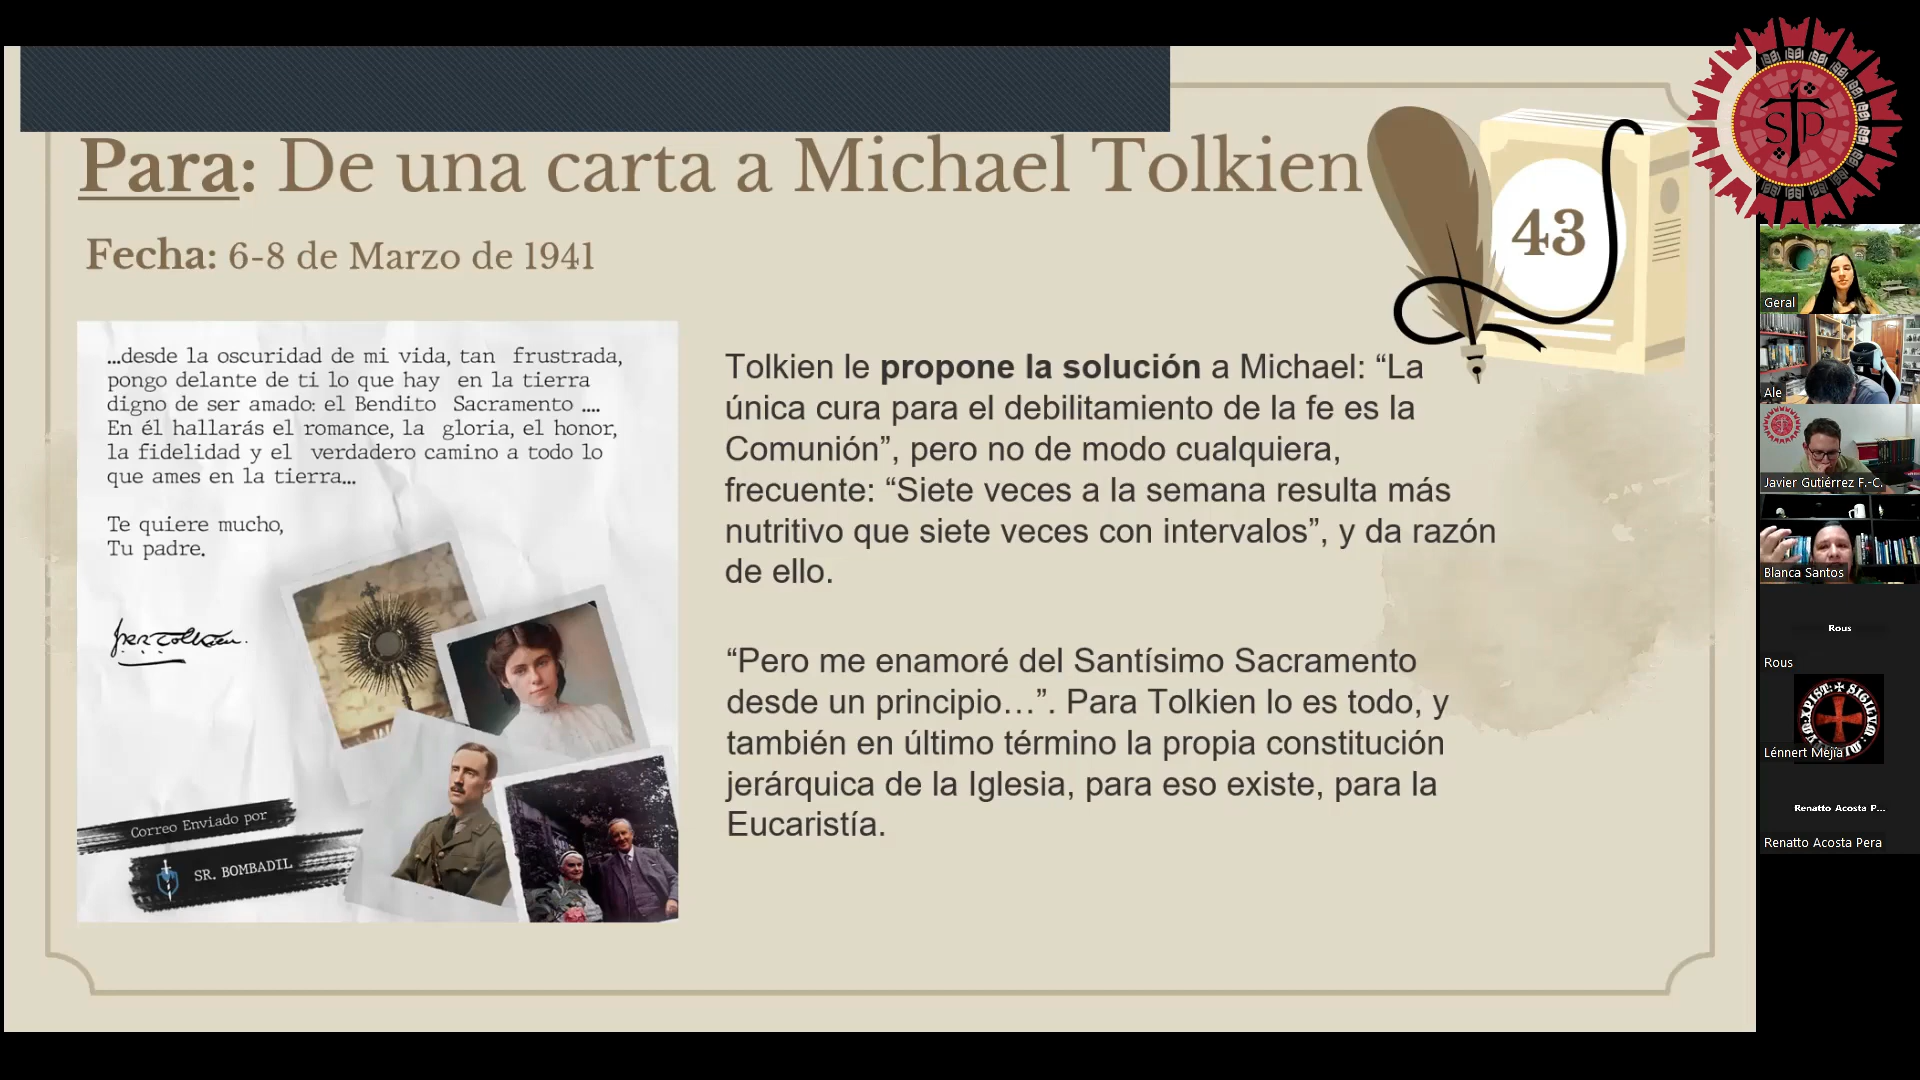 Para: De una carta a Michael Tolkien
Fecha: 6-8 de Marzo de 1941
43
...desde la oscuridad de mi vida, tan frustrada,
pongo delante de ti lo que hay en la tierra
digno de ser amado: el Bendito Sacramento ....
En él hallarás el romance, la gloria, el honor,
la fidelidad y el verdadero camino a todo lo
que ames en la tierra...
Te quiere mucho,
Tu padre.
Correo Enviado por
SR. BOMBADIL
Tolkien le propone la solución a Michael: “La
única cura para el debilitamiento de la fe es la
Comunión”, pero no de modo cualquiera,
frecuente: “Siete veces a la semana resulta más
nutritivo que siete veces con intervalos”, y da razón
de ello.
“Pero me enamoré del Santísimo Sacramento
desde un principio…”. Para Tolkien lo es todo, y
también en último término la propia constitución
jerárquica de la Iglesia, para eso existe, para la
Eucaristía.
Geral
Ale
Javier Gutiérrez F.-C.
Blanca Santos
Rous
Rous
Lénnert Mejía
Renatto Acosta P...
Renatto Acosta Pera